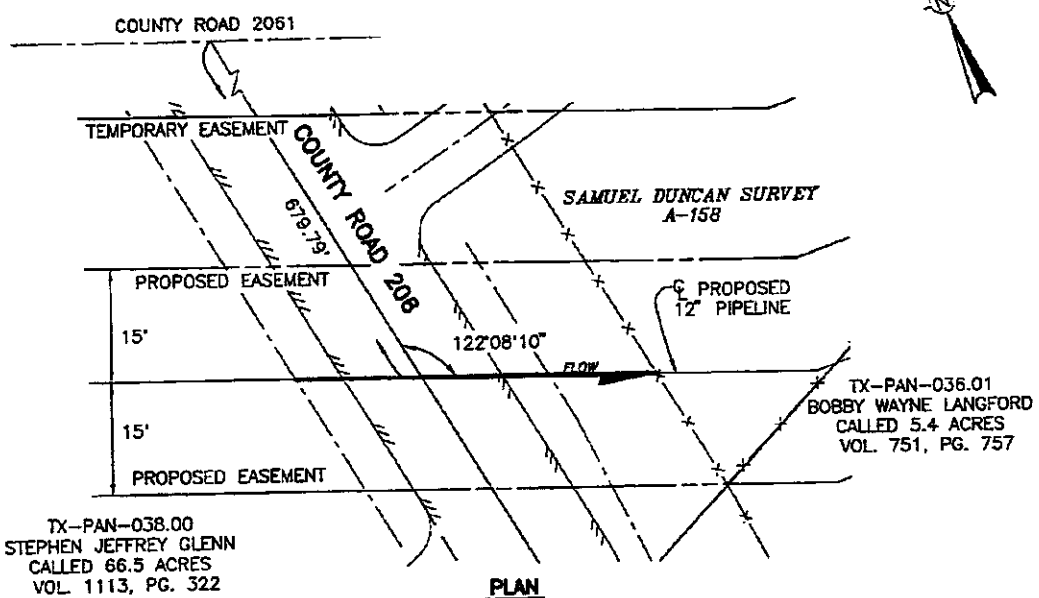 COUNTY ROAD 2061
N
TEMPORARY EASEMENT
COUNTY ROAD 206
679.79'
SAMUEL DUNCAN SURVEY
A-158
PROPOSED EASEMENT
℄ PROPOSED
12" PIPELINE
15'
122°08'10"
FLOW
TX-PAN-036.01
BOBBY WAYNE LANGFORD
CALLED 5.4 ACRES
VOL. 751, PG. 757
15'
PROPOSED EASEMENT
TX-PAN-038.00
STEPHEN JEFFREY GLENN
CALLED 66.5 ACRES
VOL. 1113, PG. 322
PLAN